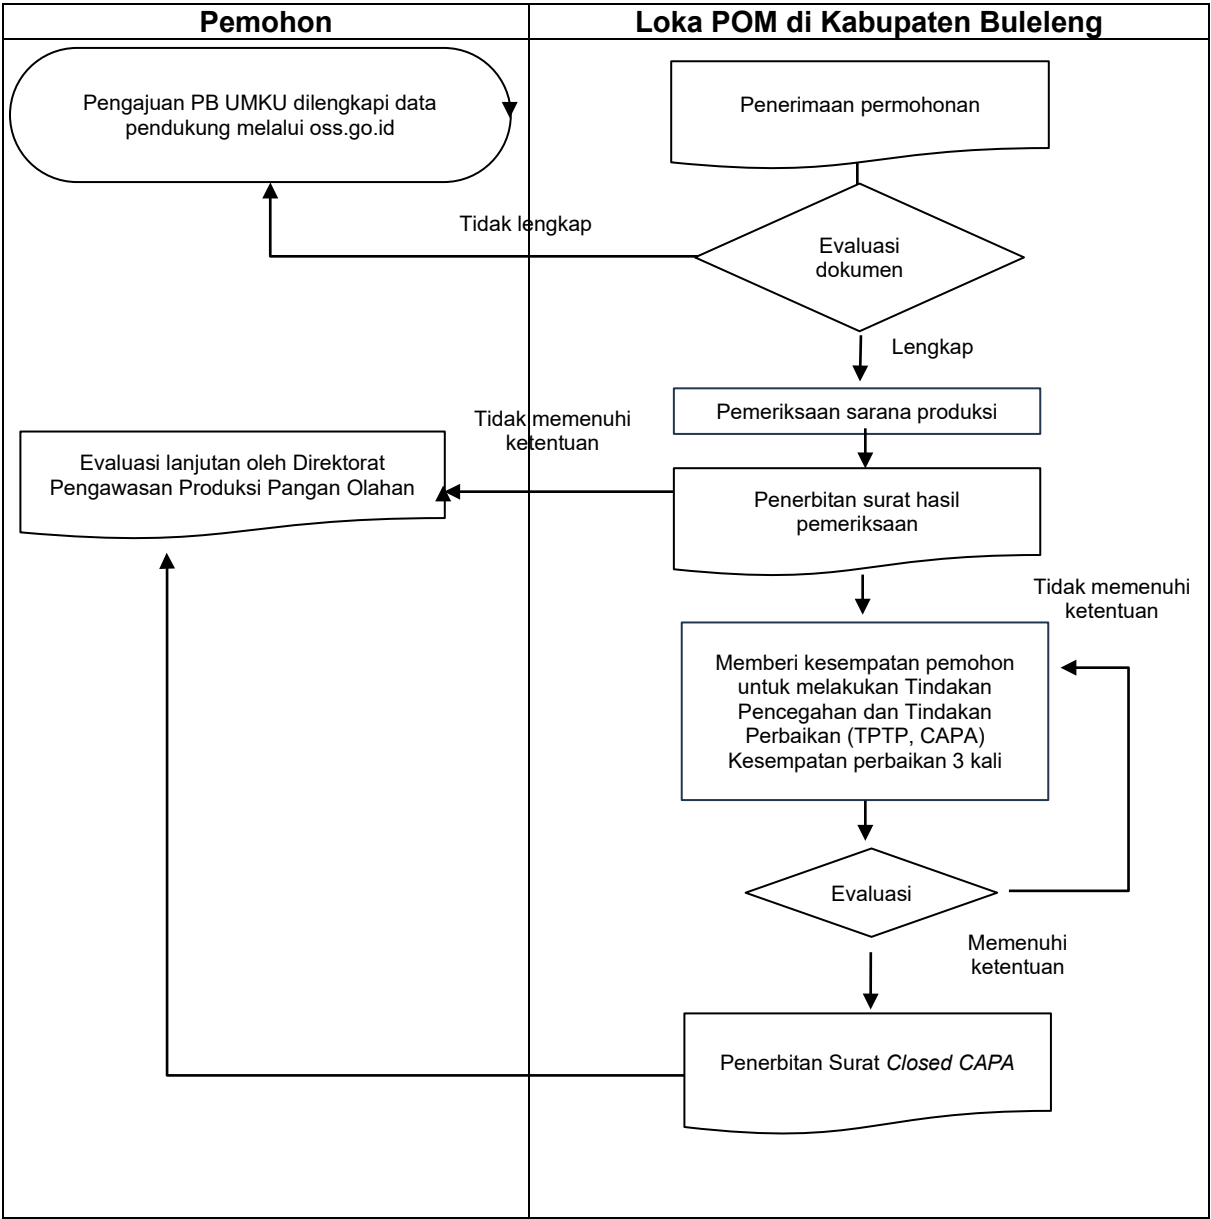 Pemohon
Loka POM di Kabupaten Buleleng
Pengajuan PB UMKU dilengkapi data
pendukung melalui oss.go.id
Penerimaan permohonan
Tidak lengkap
Evaluasi
dokumen
Lengkap
Pemeriksaan sarana produksi
Tidak memenuhi
ketentuan
Evaluasi lanjutan oleh Direktorat
Pengawasan Produksi Pangan Olahan
Penerbitan surat hasil
pemeriksaan
Tidak memenuhi
ketentuan
Memberi kesempatan pemohon
untuk melakukan Tindakan
Pencegahan dan Tindakan
Perbaikan (TPTP, CAPA)
Kesempatan perbaikan 3 kali
Evaluasi
Memenuhi
ketentuan
Penerbitan Surat Closed CAPA